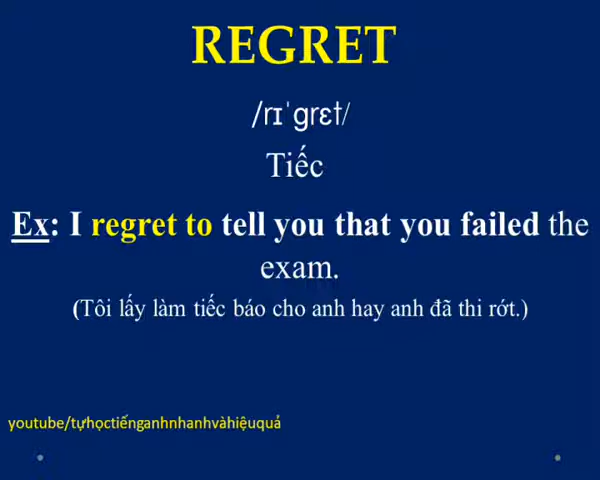 REGRET
/rɪˈgrɛt/
Tiếc
Ex: I regret to tell you that you failed the
exam.
(Tôi lấy làm tiếc báo cho anh hay anh đã thi rớt.)
youtube/tựhọctiếnganhnhanhvàhiệuquả